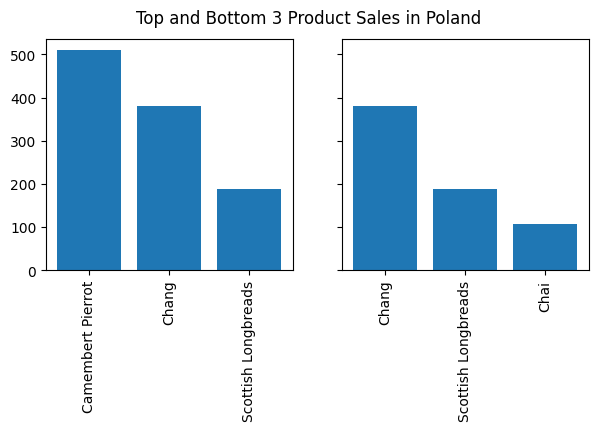 Top and Bottom 3 Product Sales in Poland
500
400
300
200
100
0
Camembert Pierrot
Chang
Scottish Longbreads
Chang
Scottish Longbreads
Chai